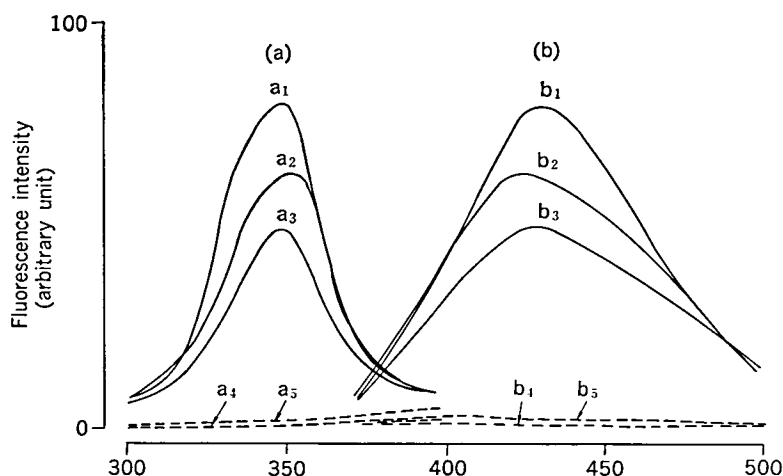 100
(a)
(b)
a1
b1
a2
b2
a3
b3
Fluorescence intensity
(arbitrary unit)
a4
a5
b4
b5
0
300
350
400
450
500